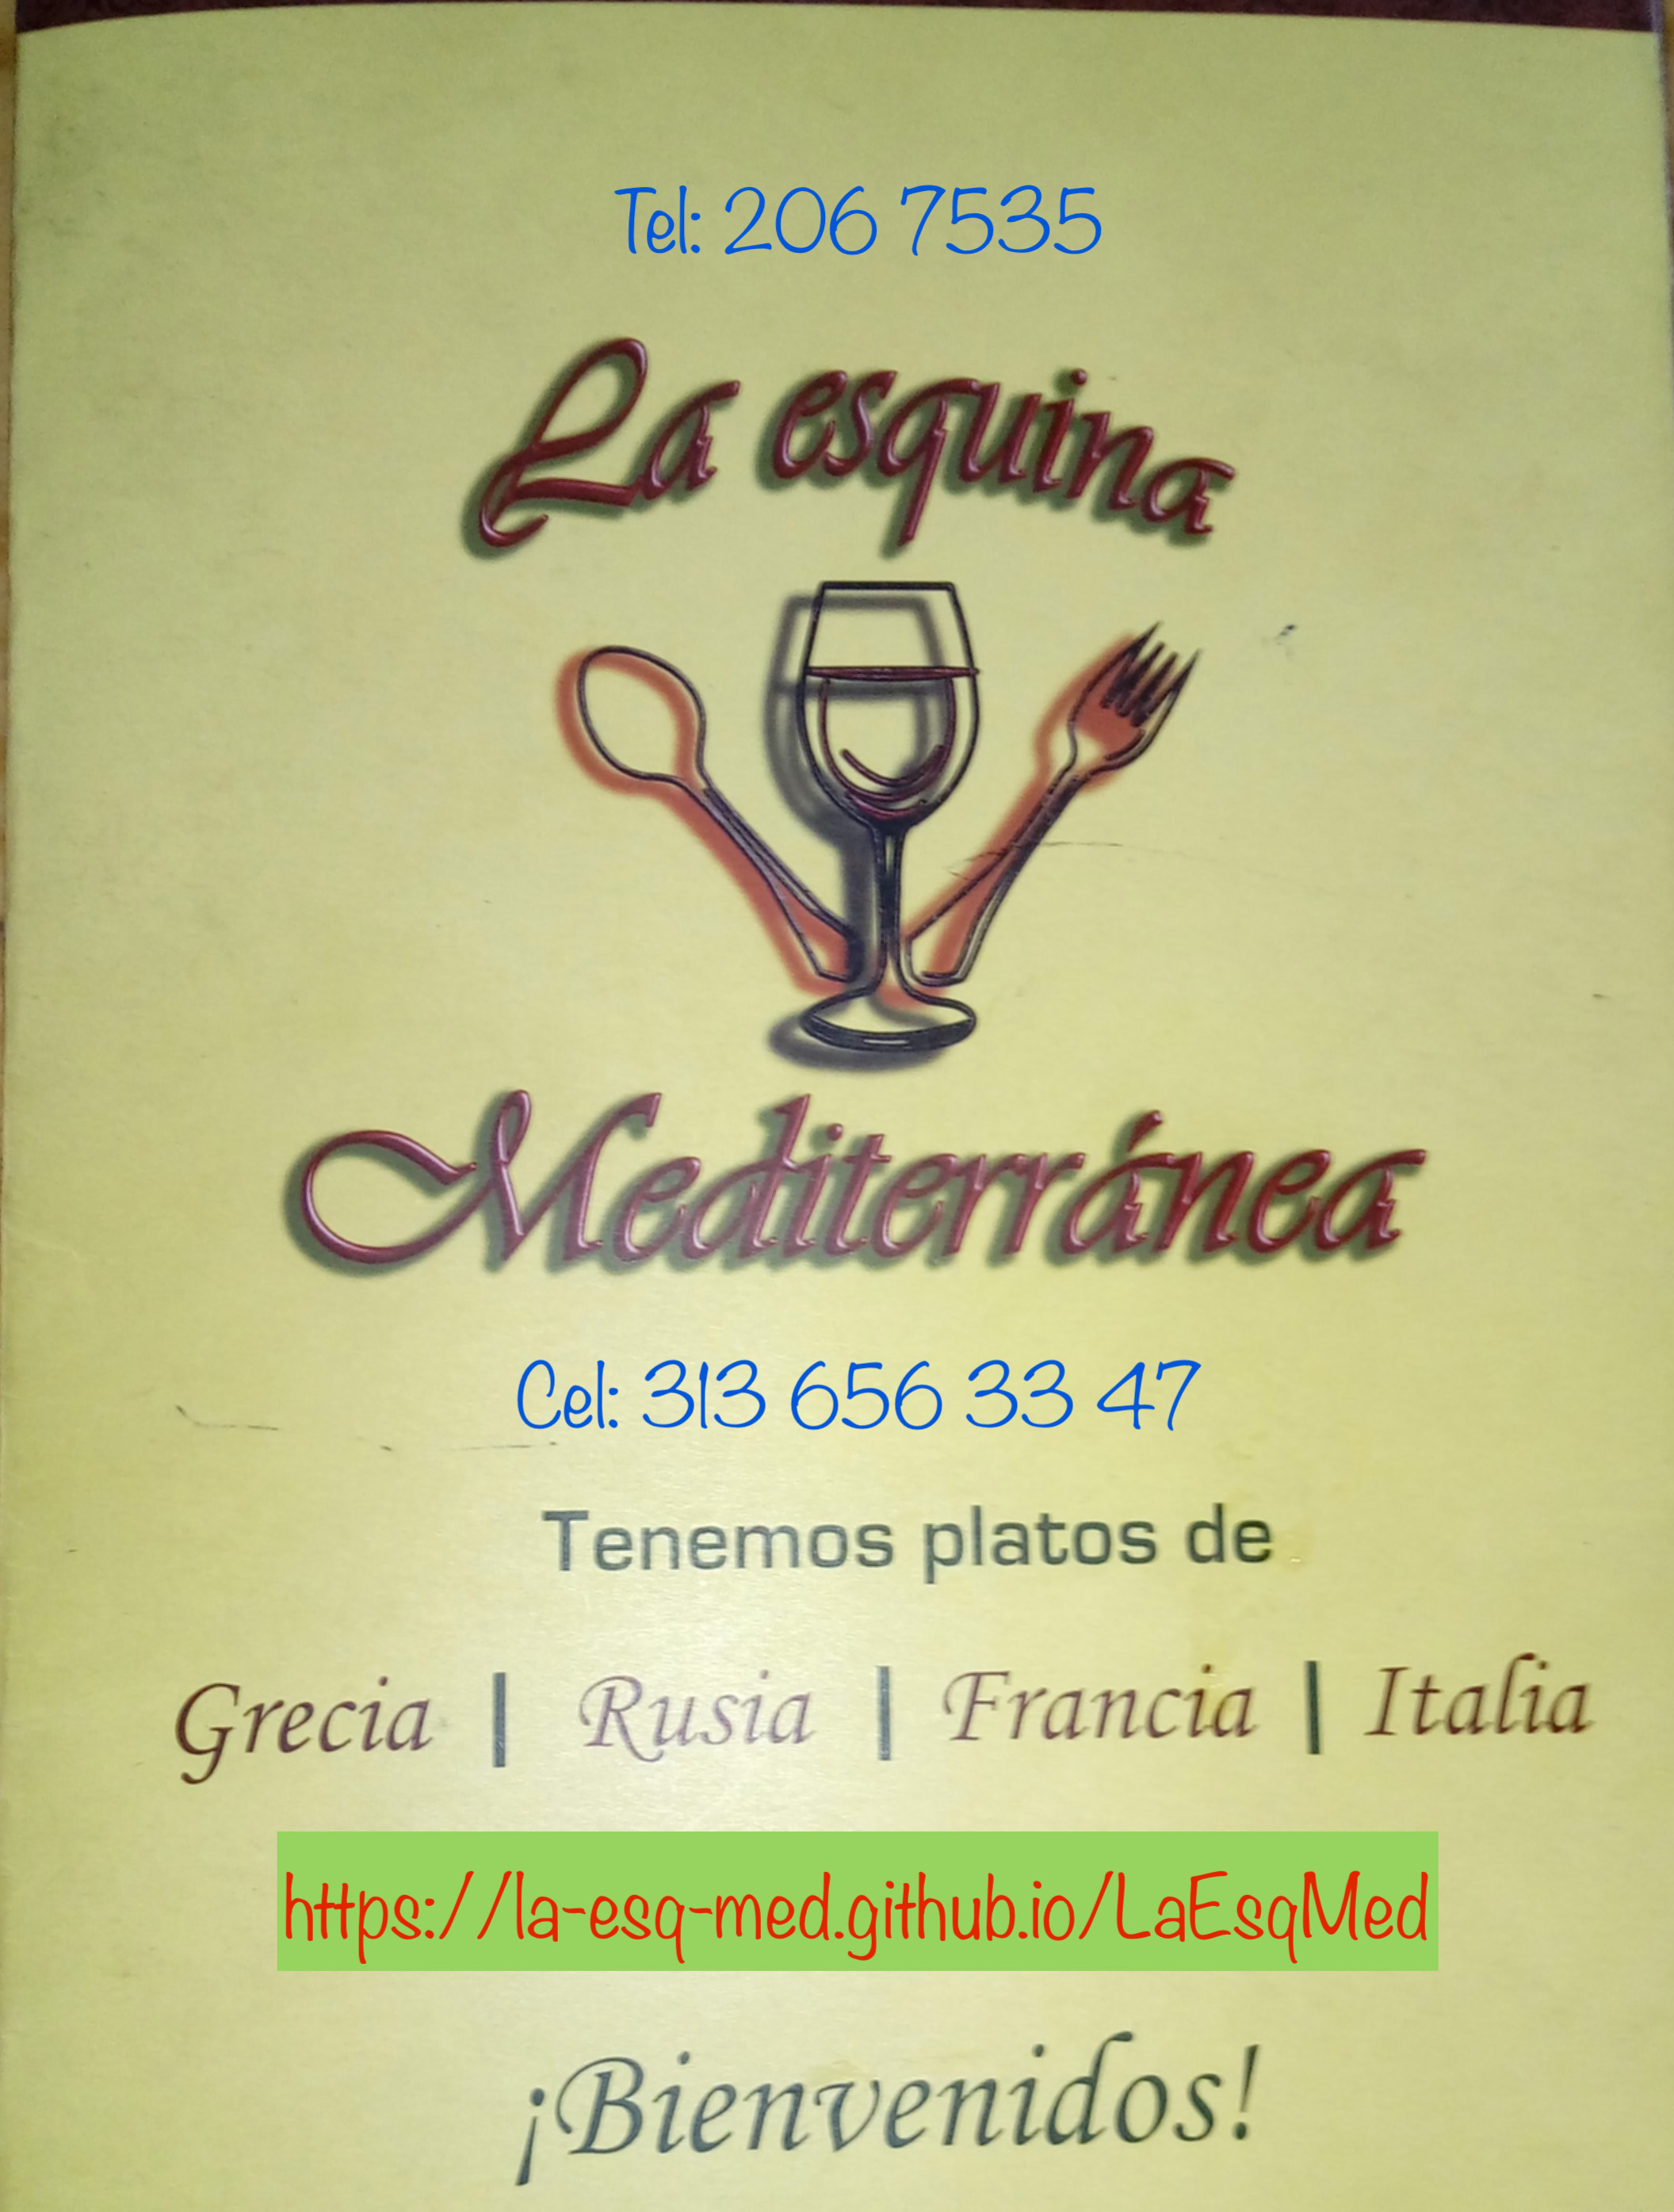 Tel: 206 7535
La esquina
Mediterránea
Cel: 313 656 33 47
Tenemos platos de
Grecia | Rusia | Francia | Italia
https://la-esq-med.github.io/LaEsqMed
¡Bienvenidos!